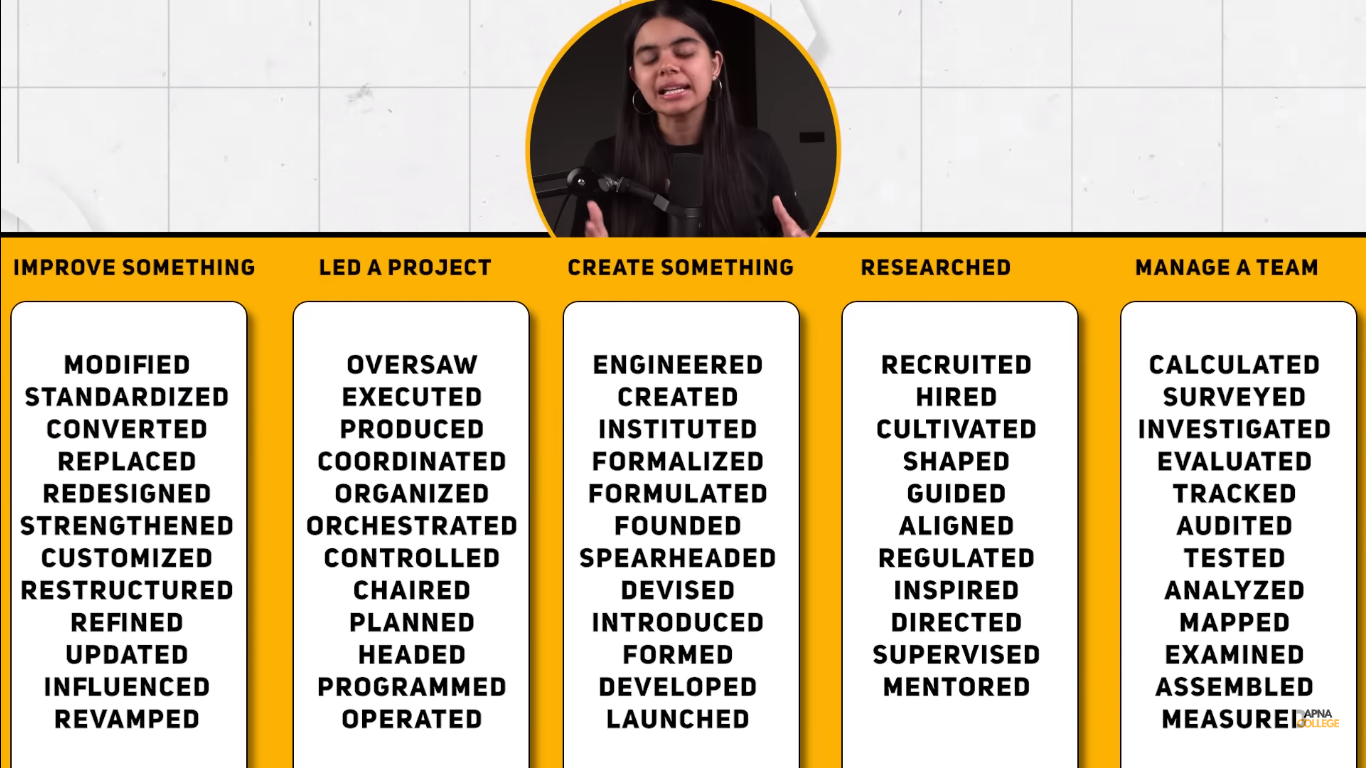 IMPROVE SOMETHING
MODIFIED
STANDARDIZED
CONVERTED
REPLACED
REDESIGNED
STRENGTHENED
CUSTOMIZED
RESTRUCTURED
REFINED
UPDATED
INFLUENCED
REVAMPED
LED A PROJECT
OVERSAW
EXECUTED
PRODUCED
COORDINATED
ORGANIZED
ORCHESTRATED
CONTROLLED
CHAIRED
PLANNED
HEADED
PROGRAMMED
OPERATED
CREATE SOMETHING
ENGINEERED
CREATED
INSTITUTED
FORMALIZED
FORMULATED
FOUNDED
SPEARHEADED
DEVISED
INTRODUCED
FORMED
DEVELOPED
LAUNCHED
RESEARCHED
RECRUITED
HIRED
CULTIVATED
SHAPED
GUIDED
ALIGNED
REGULATED
INSPIRED
DIRECTED
SUPERVISED
MENTORED
MANAGE A TEAM
CALCULATED
SURVEYED
INVESTIGATED
EVALUATED
TRACKED
AUDITED
TESTED
ANALYZED
MAPPED
EXAMINED
ASSEMBLED
MEASURED
APNA
COLLEGE